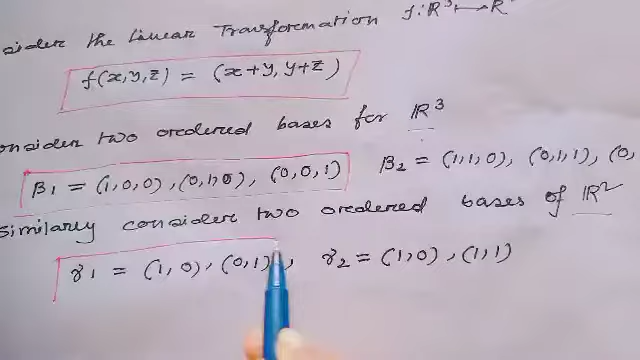 sider the Linear Transformation f: ℝ³ ↦ ℝ
f(x,y,z) = (x+y, y+z)
onsider two ordered bases for ℝ³
β₁ = (1,0,0), (0,1,0), (0,0,1) β₂ = (1,1,0), (0,1,1), (0,
Similarly consider two ordered bases of ℝ²
γ₁ = (1,0), (0,1), γ₂ = (1,0), (1,1)